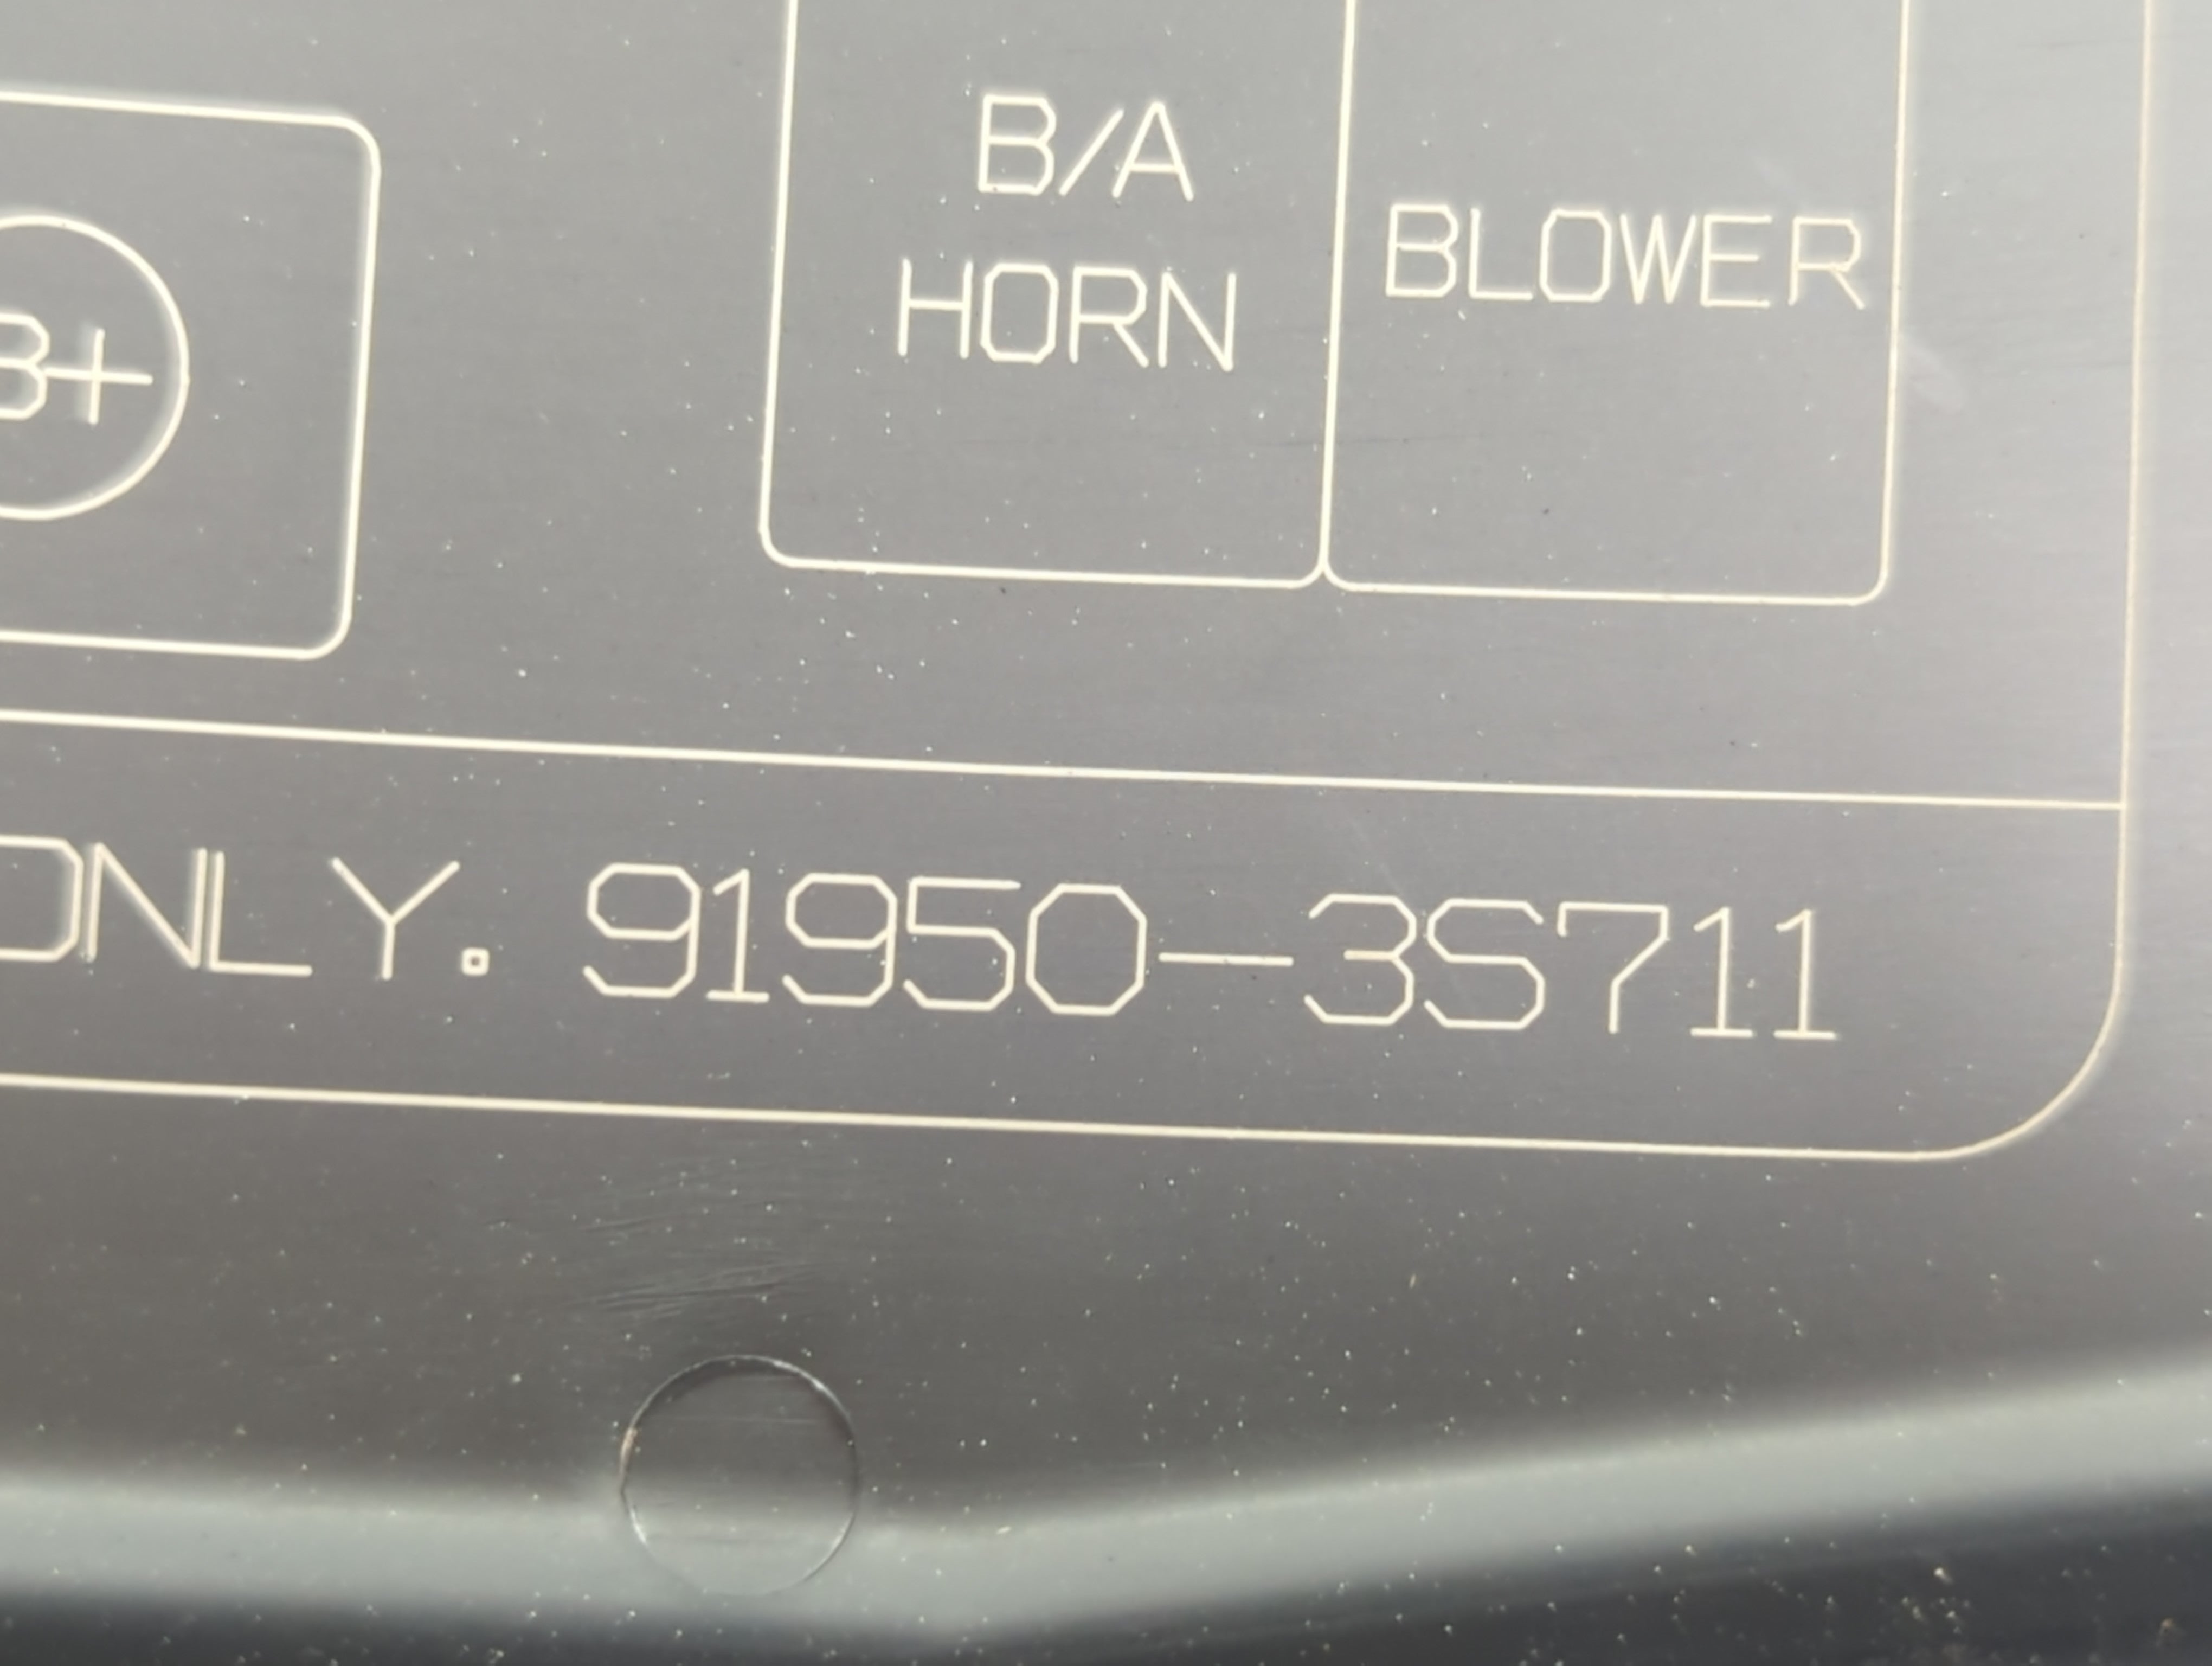 B/A
HORN
BLOWER
B+
ONLY. 91950-3S711